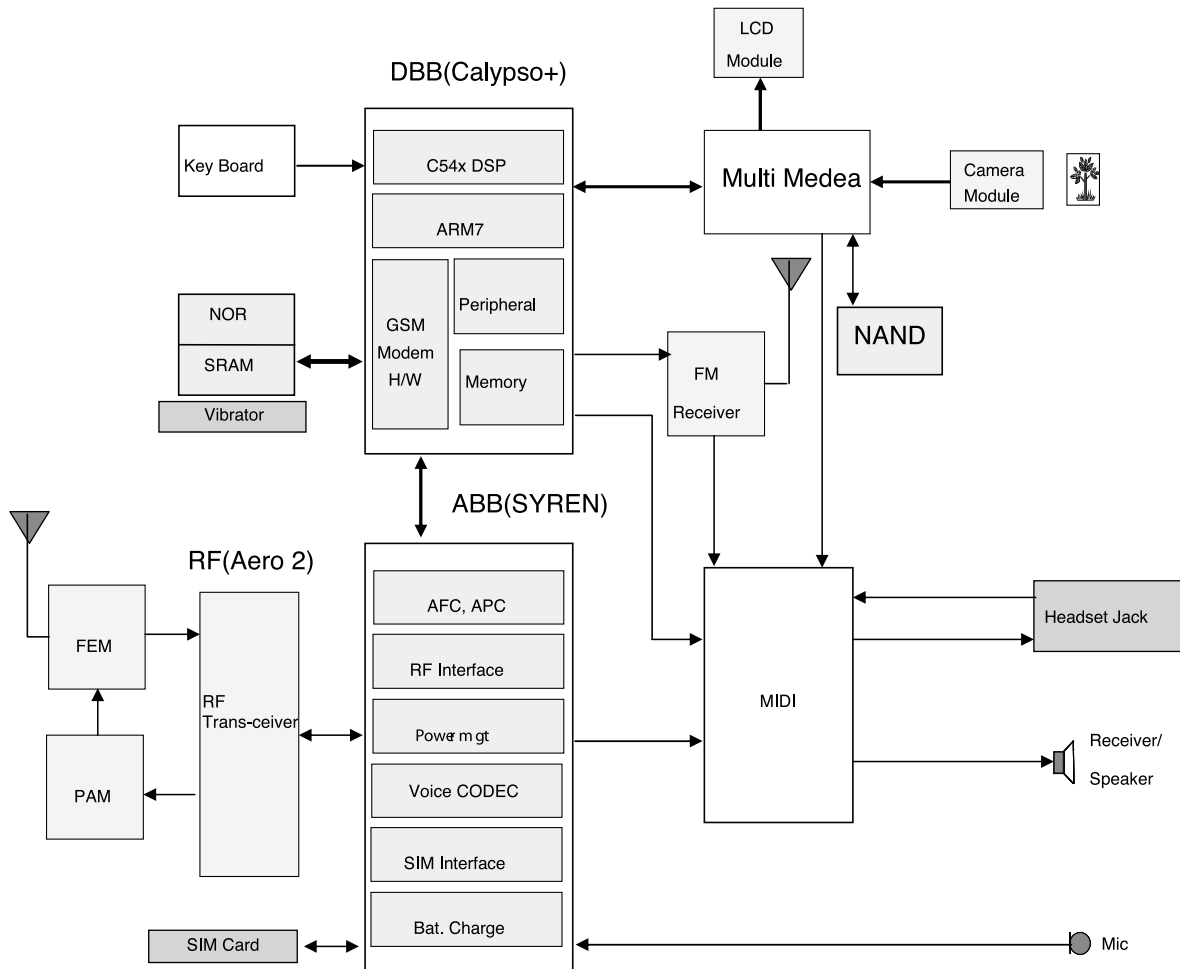 LCD
Module
DBB(Calypso+)
Key Board
C54x DSP
Multi Medea
Camera
Module
ARM7
NOR
SRAM
GSM
Modem
H/W
Peripheral
Memory
FM
Receiver
NAND
Vibrator
ABB(SYREN)
RF(Aero 2)
AFC, APC
Headset Jack
FEM
RF Interface
RF
Trans-ceiver
MIDI
Power mgt
Receiver/
Speaker
PAM
Voice CODEC
SIM Interface
Bat. Charge
SIM Card
Mic